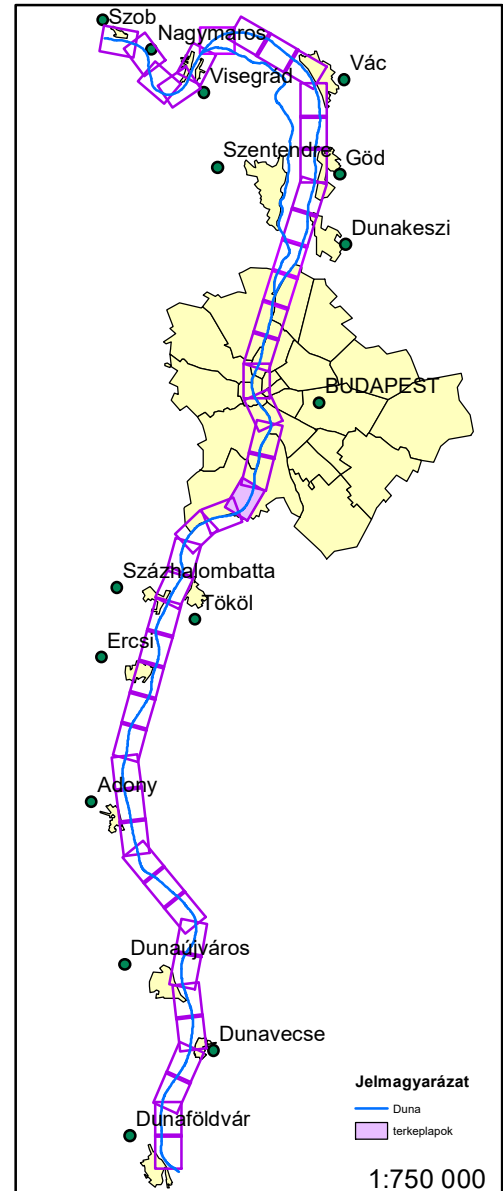 Szob
Nagymaros
Vác
Visegrád
Szentendre
Göd
Dunakeszi
BUDAPEST
Százhalombatta
Tököl
Ercsi
Adony
Dunaújváros
Dunavecse
Jelmagyarázat
Duna
Dunaföldvár
terkeplapok
1:750 000